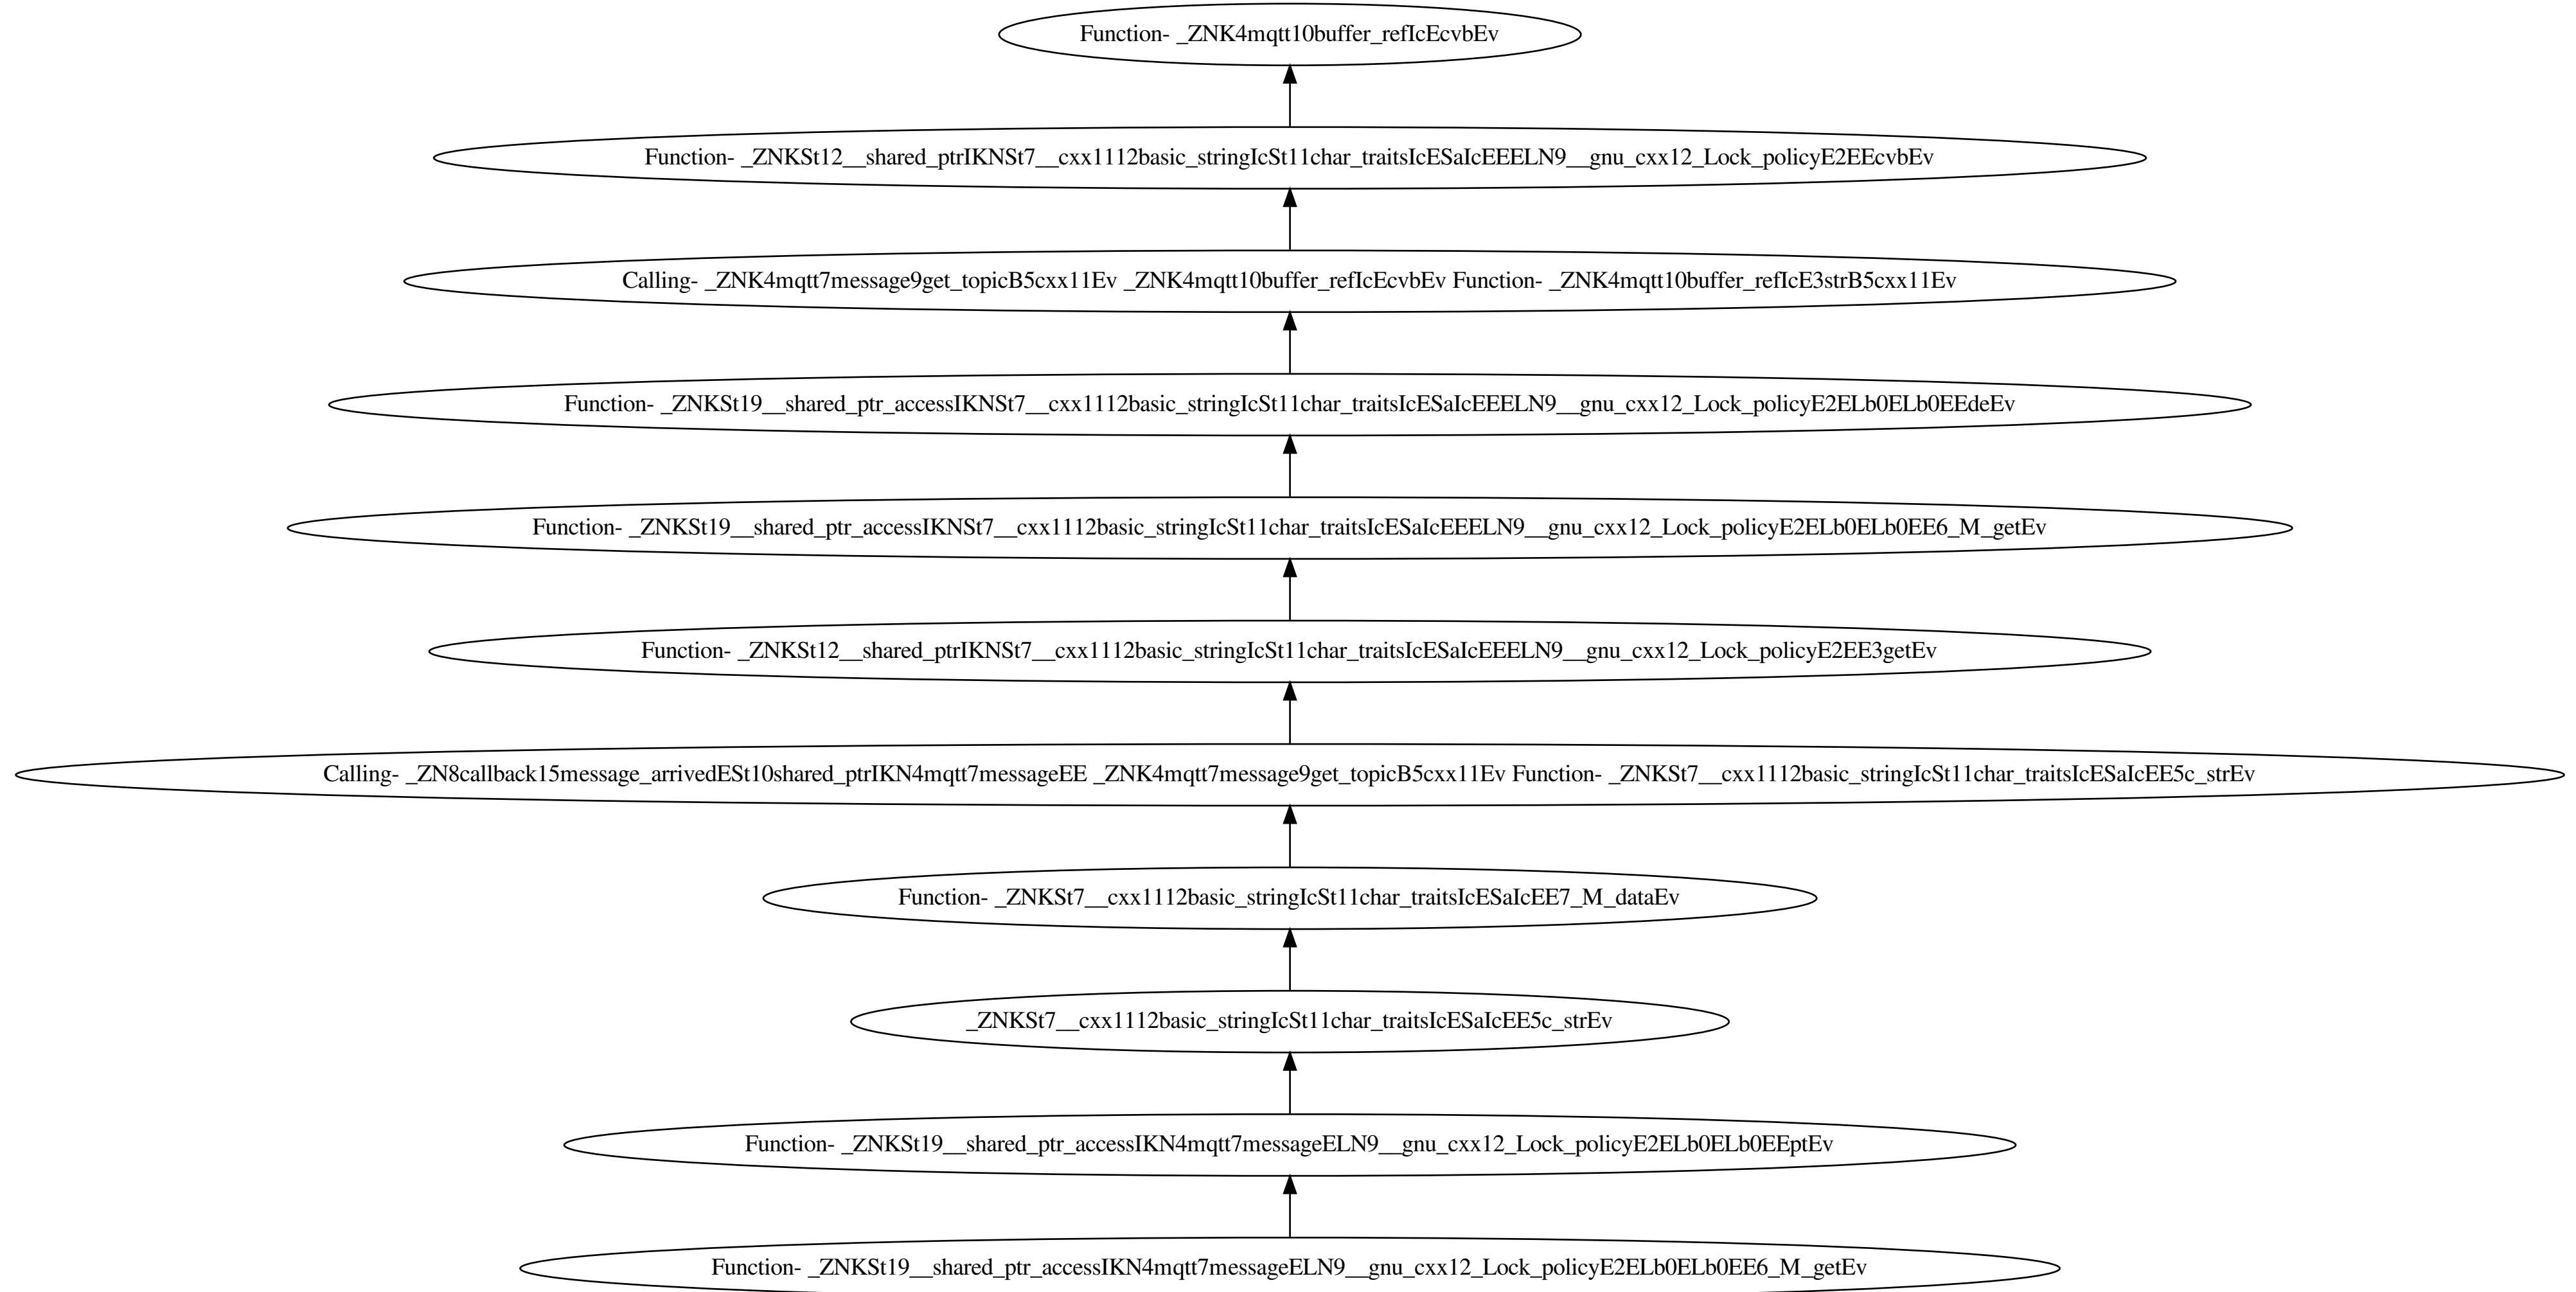 Function- _ZNK4mqtt10buffer_refIcEcvbEv
Function- _ZNKSt12__shared_ptrIKNSt7__cxx1112basic_stringIcSt11char_traitsIcESaIcEEELN9__gnu_cxx12_Lock_policyE2EEcvbEv
Calling- _ZNK4mqtt7message9get_topicB5cxx11Ev _ZNK4mqtt10buffer_refIcEcvbEv Function- _ZNK4mqtt10buffer_refIcE3strB5cxx11Ev
Function- _ZNKSt19__shared_ptr_accessIKNSt7__cxx1112basic_stringIcSt11char_traitsIcESaIcEEELN9__gnu_cxx12_Lock_policyE2ELb0ELb0EEdeEv
Function- _ZNKSt19__shared_ptr_accessIKNSt7__cxx1112basic_stringIcSt11char_traitsIcESaIcEEELN9__gnu_cxx12_Lock_policyE2ELb0ELb0EE6_M_getEv
Function- _ZNKSt12__shared_ptrIKNSt7__cxx1112basic_stringIcSt11char_traitsIcESaIcEEELN9__gnu_cxx12_Lock_policyE2EE3getEv
Calling- _ZN8callback15message_arrivedESt10shared_ptrIKN4mqtt7messageEE _ZNK4mqtt7message9get_topicB5cxx11Ev Function- _ZNKSt7__cxx1112basic_stringIcSt11char_traitsIcESaIcEE5c_strEv
Function- _ZNKSt7__cxx1112basic_stringIcSt11char_traitsIcESaIcEE7_M_dataEv
_ZNKSt7__cxx1112basic_stringIcSt11char_traitsIcESaIcEE5c_strEv
Function- _ZNKSt19__shared_ptr_accessIKN4mqtt7messageELN9__gnu_cxx12_Lock_policyE2ELb0ELb0EEptEv
Function- _ZNKSt19__shared_ptr_accessIKN4mqtt7messageELN9__gnu_cxx12_Lock_policyE2ELb0ELb0EE6_M_getEv